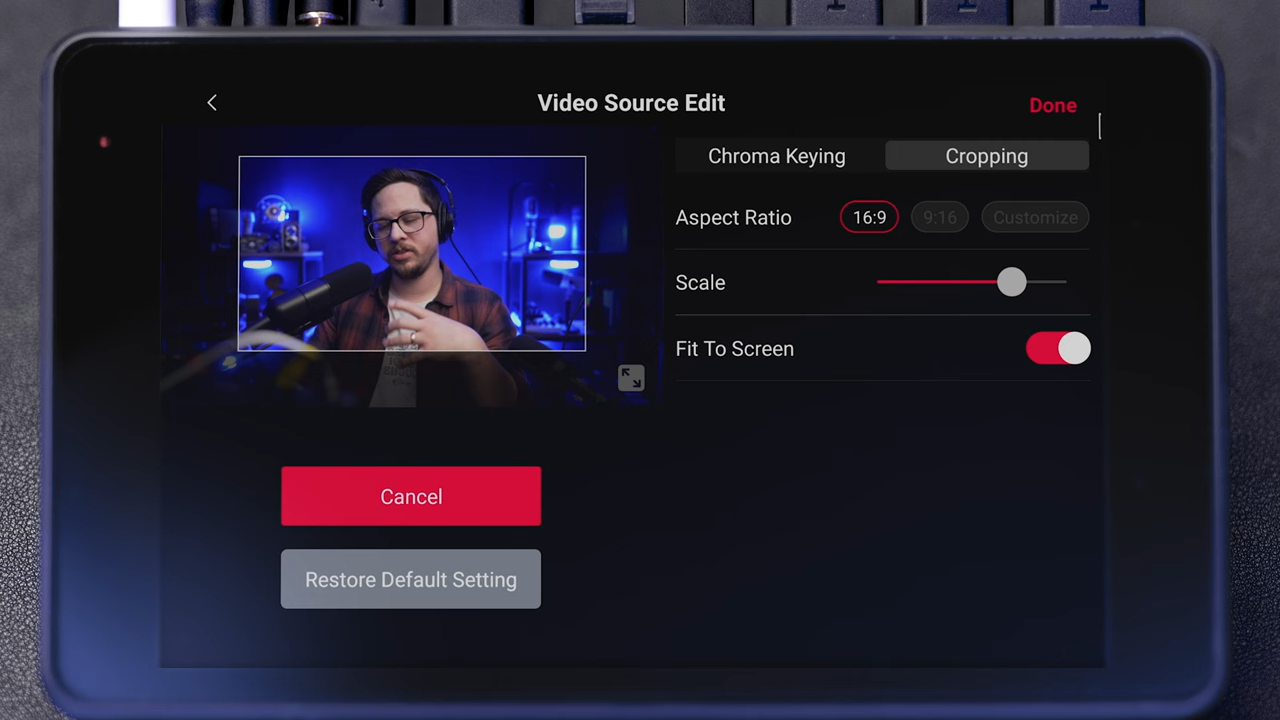 Video Source Edit
Done
Chroma Keying
Cropping
Aspect Ratio
16:9
9:16
Customize
Scale
Fit To Screen
Cancel
Restore Default Setting